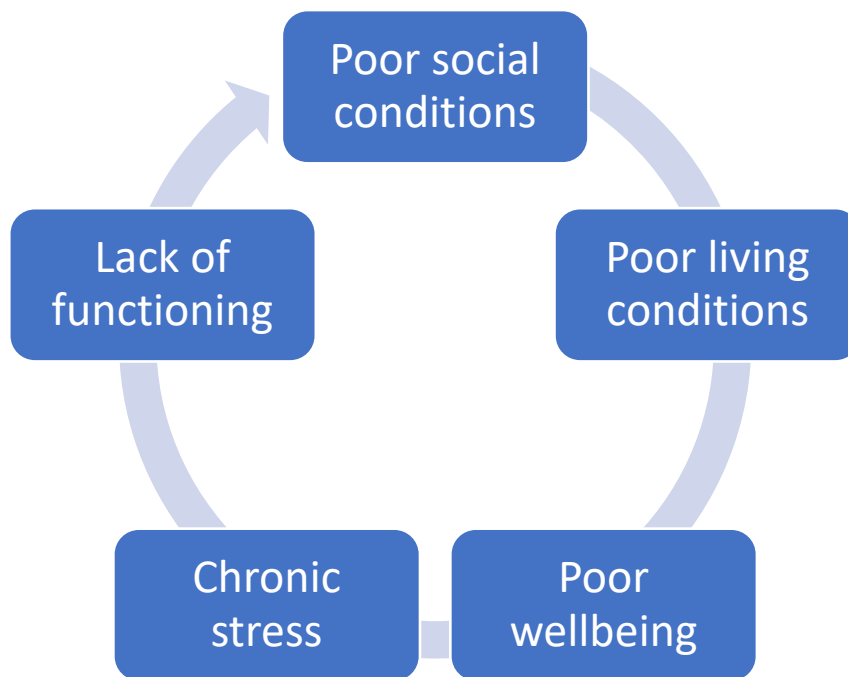 Poor social
conditions
Poor living
conditions
Poor
wellbeing
Chronic
stress
Lack of
functioning